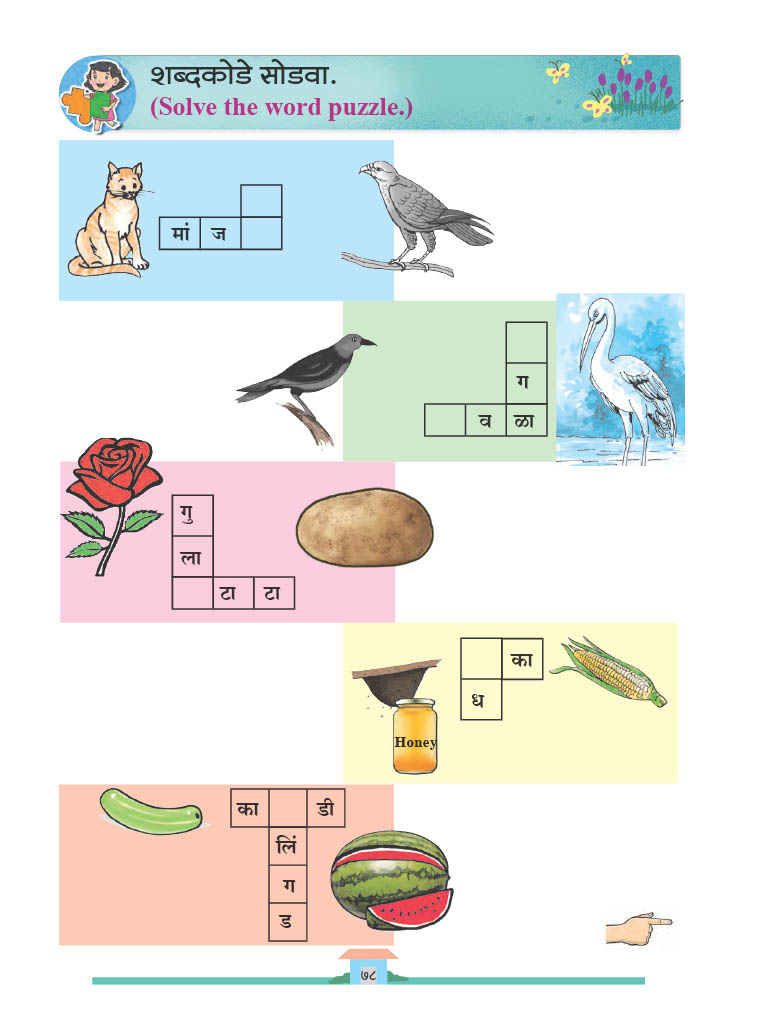 शब्दकोडे सोडवा.
(Solve the word puzzle.)
मां ज
ग
व ळा
गु
ला
टा टा
का
ध
Honey
का डी
लिं
ग
ड
७८